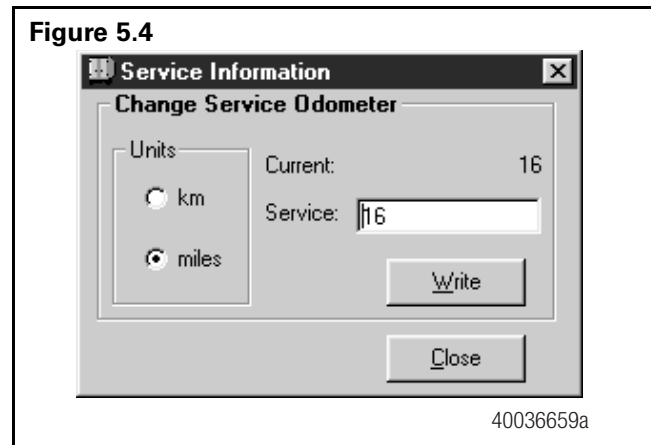 Figure 5.4
Service Information
Change Service Odometer
Units
Current: 16
km
Service: 16
miles
Write
Close
40036659a